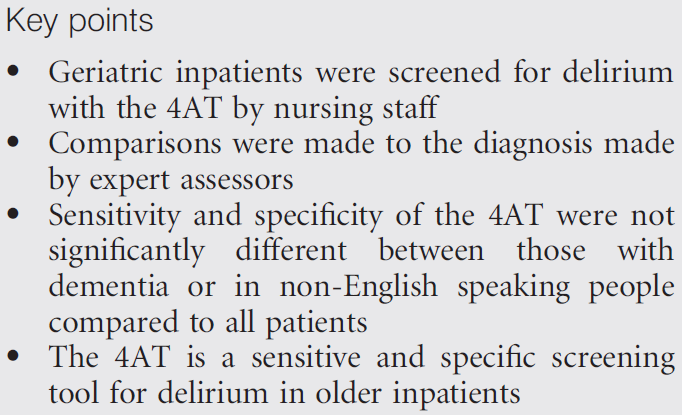 Key points
• Geriatric inpatients were screened for delirium
with the 4AT by nursing staff
• Comparisons were made to the diagnosis made
by expert assessors
• Sensitivity and specificity of the 4AT were not
significantly different between those with
dementia or in non-English speaking people
compared to all patients
• The 4AT is a sensitive and specific screening
tool for delirium in older inpatients